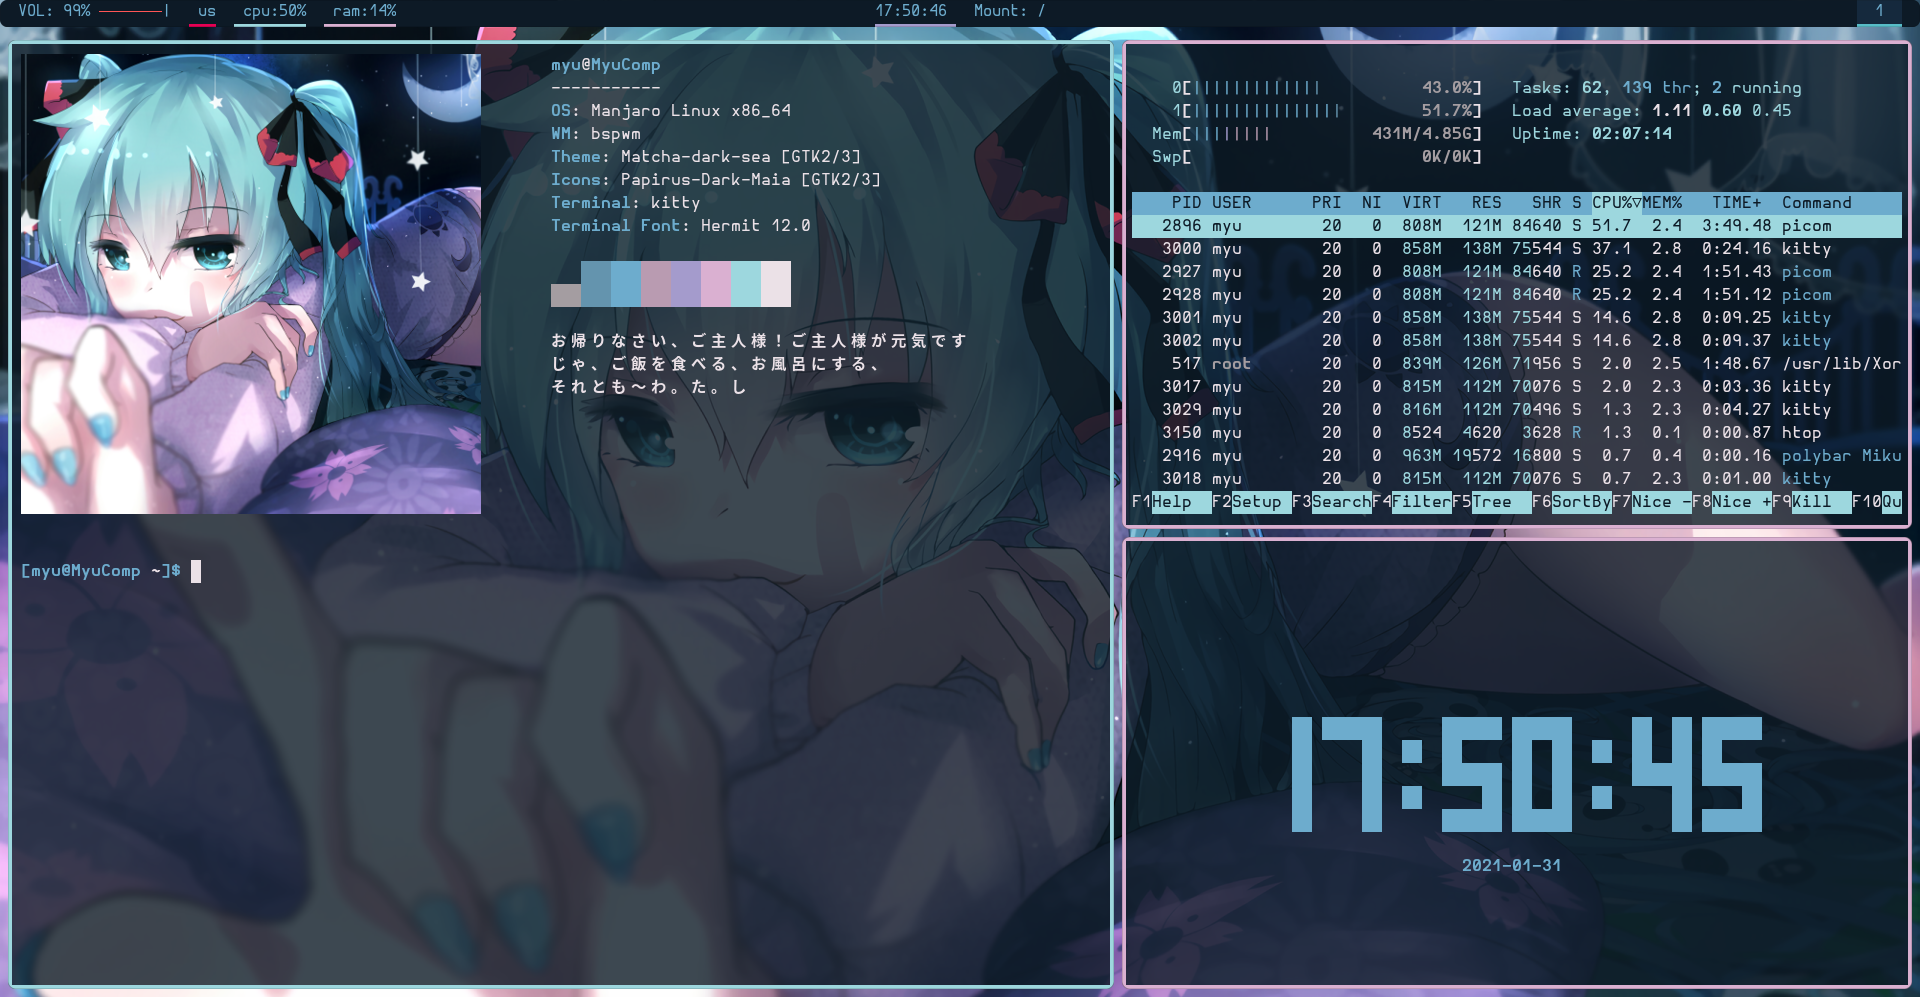 VOL: 99% us cpu:50% ram:14% 17:50:46 Mount: / 1
myu@MyuComp
-----------
OS: Manjaro Linux x86_64
WM: bspwm
Theme: Matcha-dark-sea [GTK2/3]
Icons: Papirus-Dark-Maia [GTK2/3]
Terminal: kitty
Terminal Font: Hermit 12.0
お帰りなさい、ご主人様！ご主人様が元気です
じゃ、ご飯を食べる、お風呂にする、
それとも〜わ。た。し
[myu@MyuComp ~]$
0[|||||||||||||43.0%] Tasks: 62, 139 thr; 2 running
1[|||||||||||||||51.7%] Load average: 1.11 0.60 0.45
Mem[||||||||431M/4.85G] Uptime: 02:07:14
Swp[0K/0K]
PID USER PRI NI VIRT RES SHR S CPU%▽MEM% TIME+ Command
2896 myu 20 0 808M 121M 84640 S 51.7 2.4 3:49.48 picom
3000 myu 20 0 858M 138M 75544 S 37.1 2.8 0:24.16 kitty
2927 myu 20 0 808M 121M 84640 R 25.2 2.4 1:51.43 picom
2928 myu 20 0 808M 121M 84640 R 25.2 2.4 1:51.12 picom
3001 myu 20 0 858M 138M 75544 S 14.6 2.8 0:09.25 kitty
3002 myu 20 0 858M 138M 75544 S 14.6 2.8 0:09.37 kitty
517 root 20 0 839M 126M 71956 S 2.0 2.5 1:48.67 /usr/lib/Xor
3017 myu 20 0 815M 112M 70076 S 2.0 2.3 0:03.36 kitty
3029 myu 20 0 816M 112M 70496 S 1.3 2.3 0:04.27 kitty
3150 myu 20 0 8524 4620 3628 R 1.3 0.1 0:00.87 htop
2916 myu 20 0 963M 19572 16800 S 0.7 0.4 0:00.16 polybar Miku
3018 myu 20 0 815M 112M 70076 S 0.7 2.3 0:01.00 kitty
F1Help F2Setup F3SearchF4FilterF5Tree F6SortByF7Nice -F8Nice +F9Kill F10Qu
17:50:45
2021-01-31